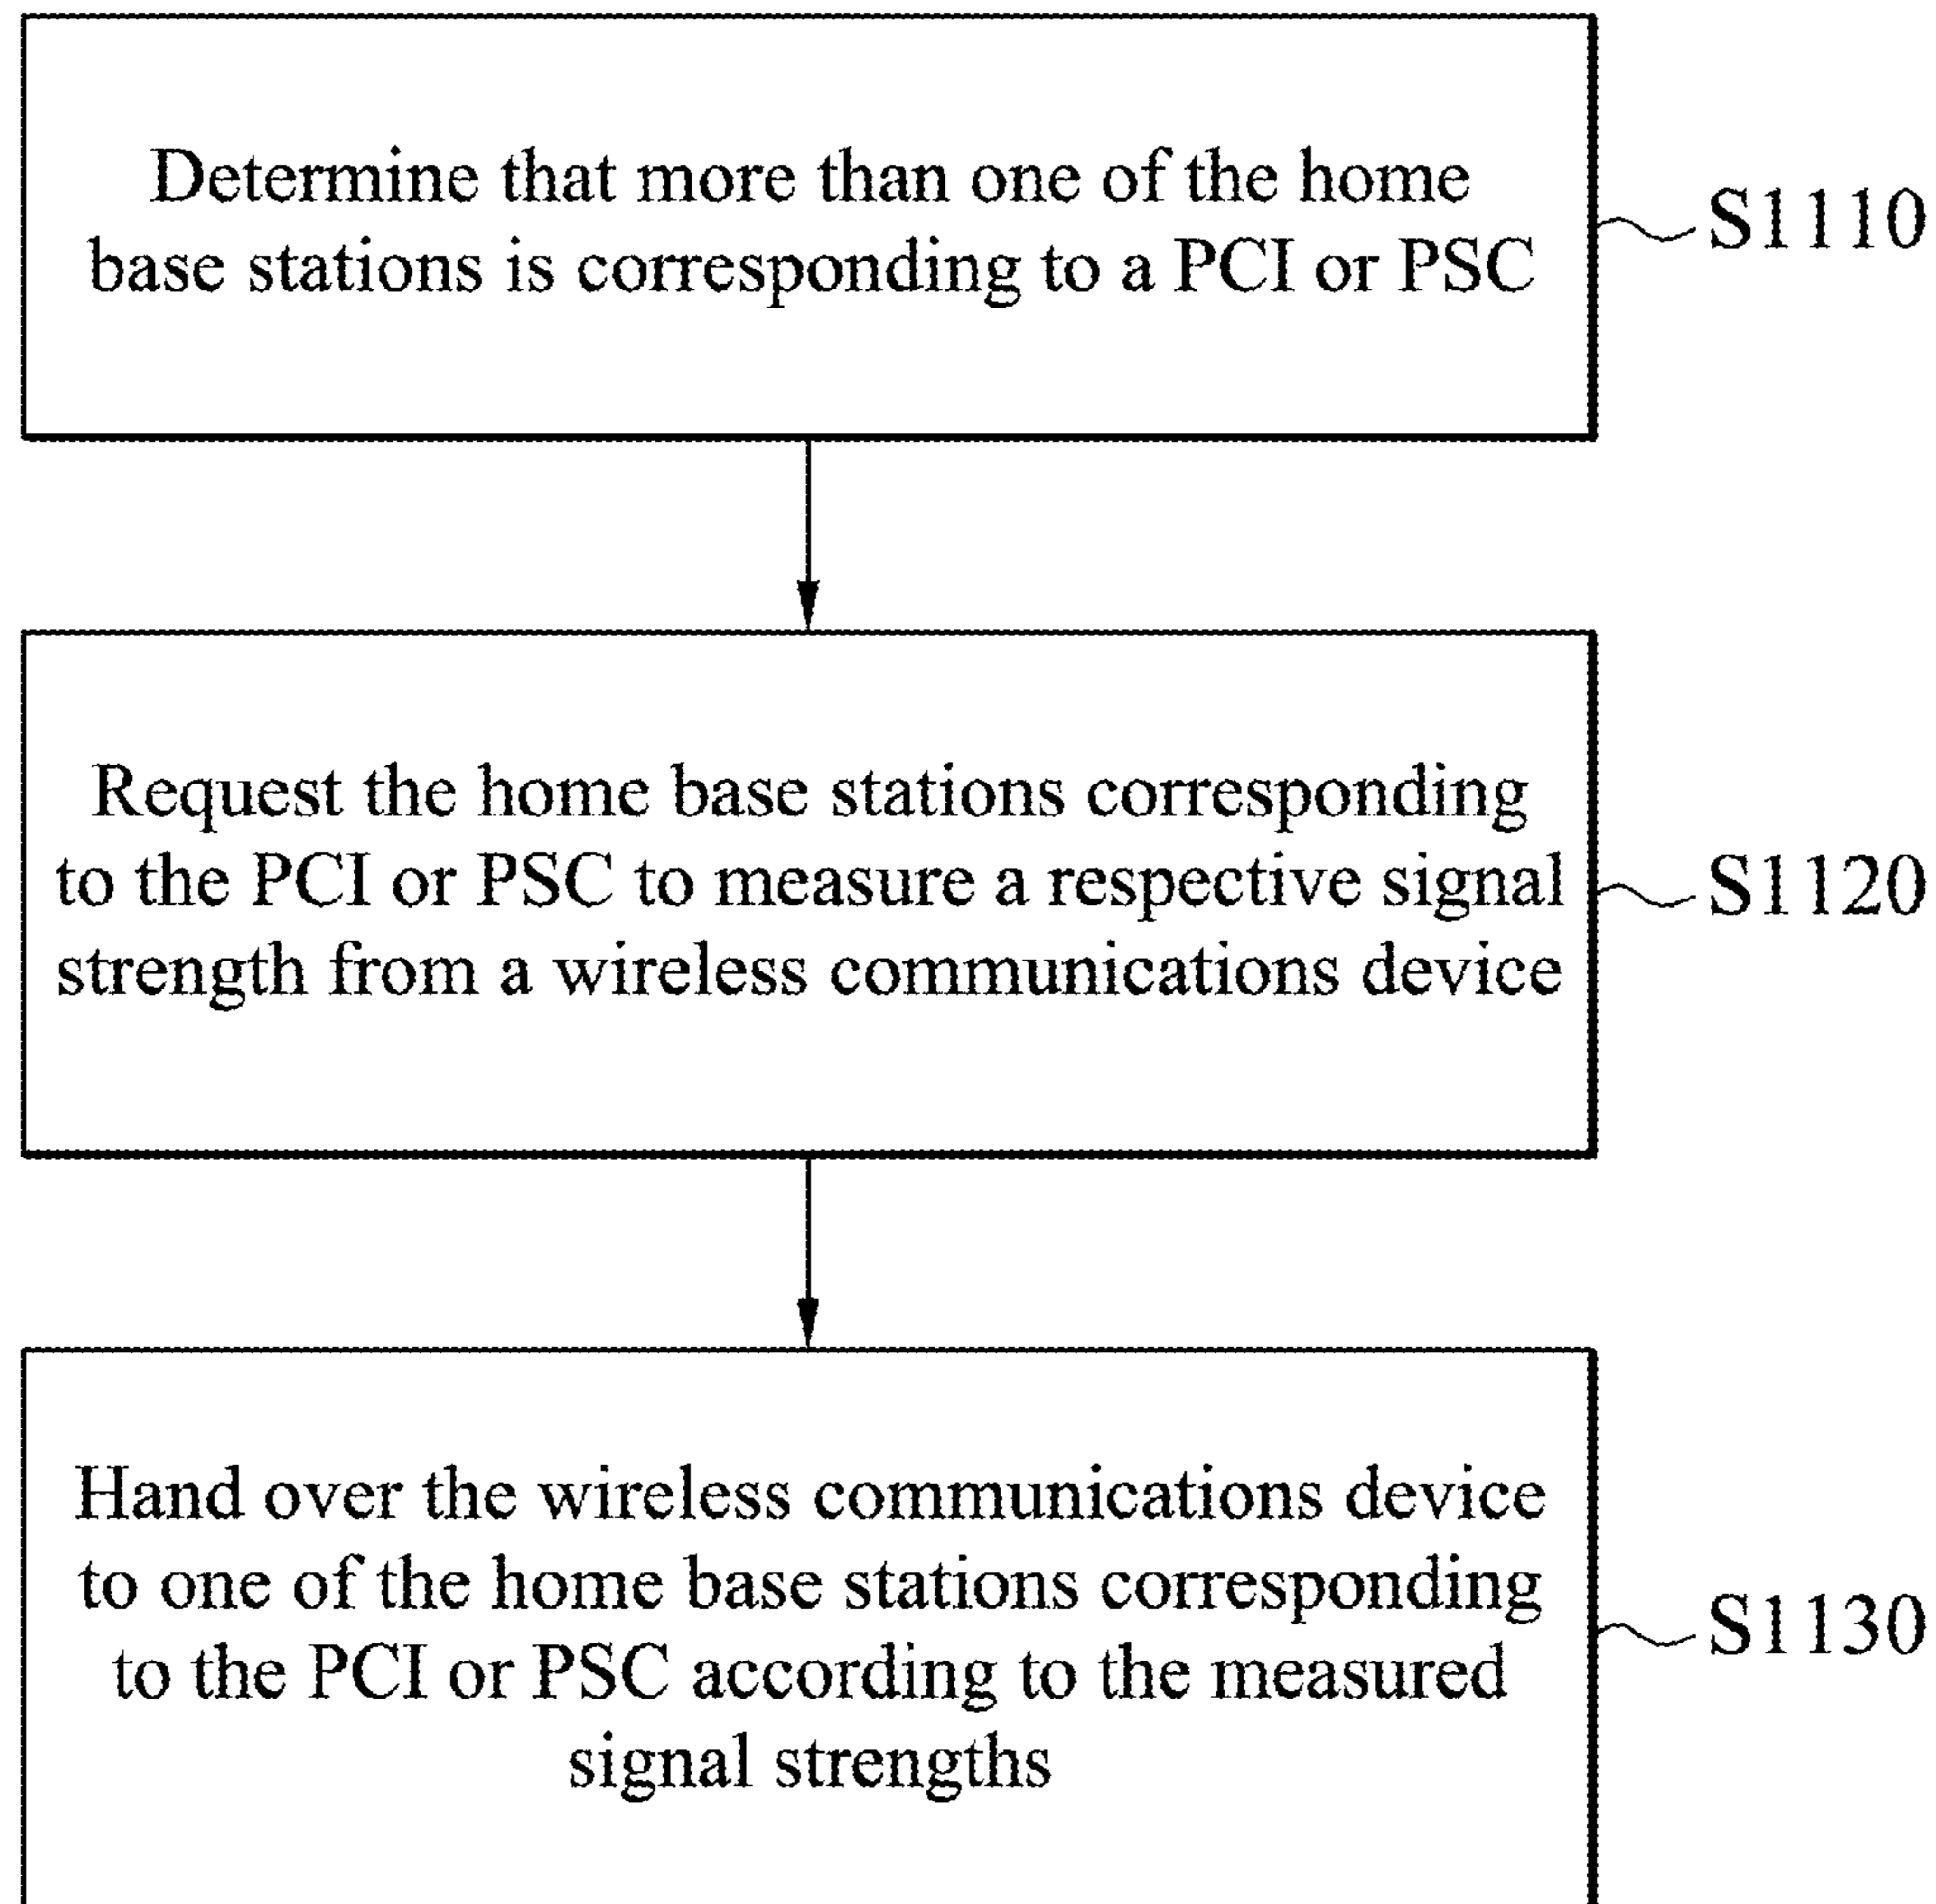 Determine that more than one of the home
base stations is corresponding to a PCI or PSC
S1110
Request the home base stations corresponding
to the PCI or PSC to measure a respective signal
strength from a wireless communications device
S1120
Hand over the wireless communications device
to one of the home base stations corresponding
to the PCI or PSC according to the measured
signal strengths
S1130